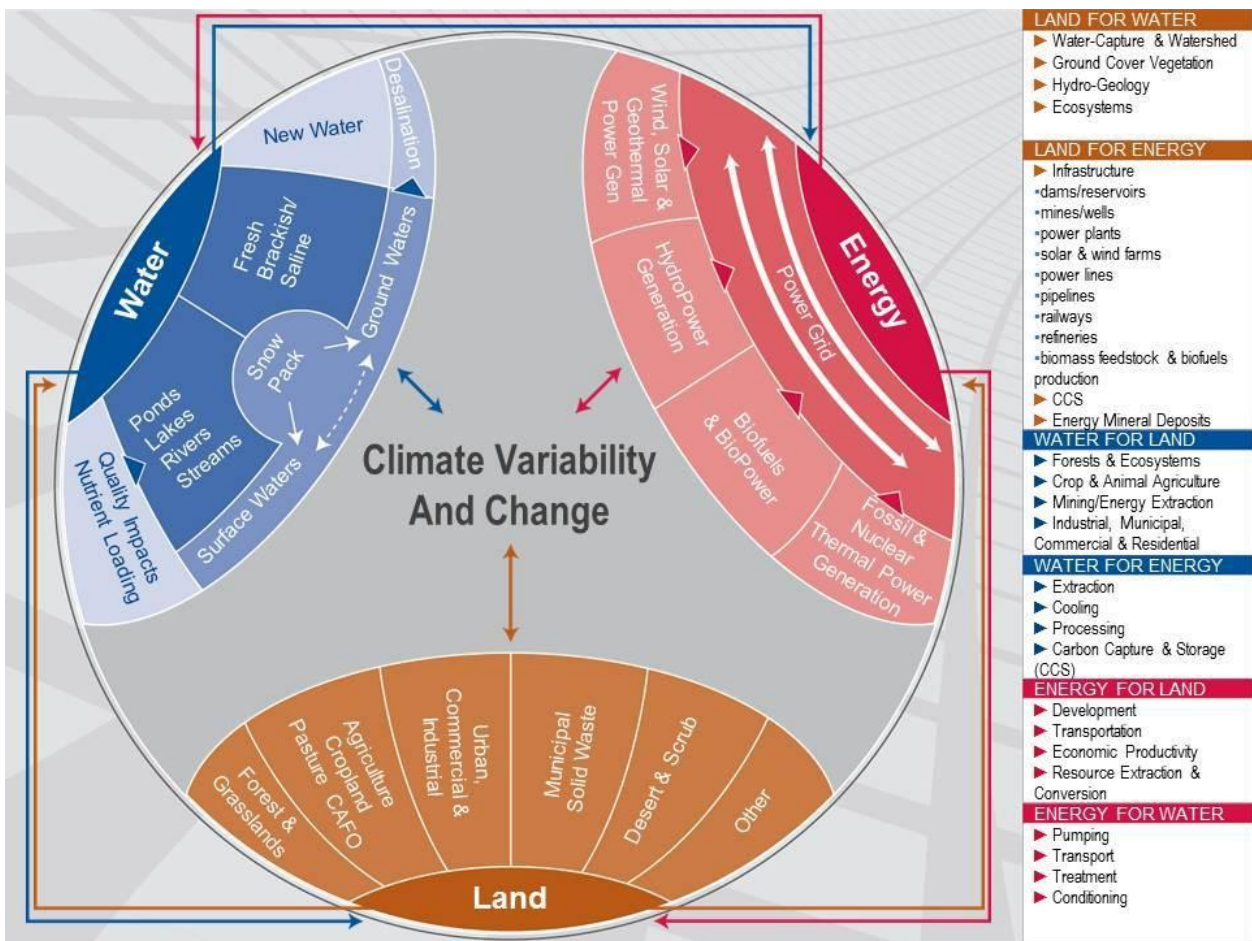 Water
New Water
Desalination
Fresh
Brackish/
Saline
Ground Waters
Snow
Pack
Ponds
Lakes
Rivers
Streams
Surface Waters
Quality Impacts
Nutrient Loading
Energy
Power Grid
Wind, Solar &
Geothermal
Power Gen
HydroPower
Generation
Biofuels
& BioPower
Fossil &
Nuclear
Thermal Power
Generation
Climate Variability
And Change
Forest &
Grasslands
Agriculture
Cropland
Pasture CAFO
Urban,
Commercial &
Industrial
Municipal
Solid Waste
Desert & Scrub
Other
Land
LAND FOR WATER
► Water-Capture & Watershed
► Ground Cover Vegetation
► Hydro-Geology
► Ecosystems
LAND FOR ENERGY
► Infrastructure
▪dams/reservoirs
▪mines/wells
▪power plants
▪solar & wind farms
▪power lines
▪pipelines
▪railways
▪refineries
▪biomass feedstock & biofuels
production
► CCS
► Energy Mineral Deposits
WATER FOR LAND
► Forests & Ecosystems
► Crop & Animal Agriculture
► Mining/Energy Extraction
► Industrial, Municipal,
Commercial & Residential
WATER FOR ENERGY
► Extraction
► Cooling
► Processing
► Carbon Capture & Storage
(CCS)
ENERGY FOR LAND
► Development
► Transportation
► Economic Productivity
► Resource Extraction &
Conversion
ENERGY FOR WATER
► Pumping
► Transport
► Treatment
► Conditioning